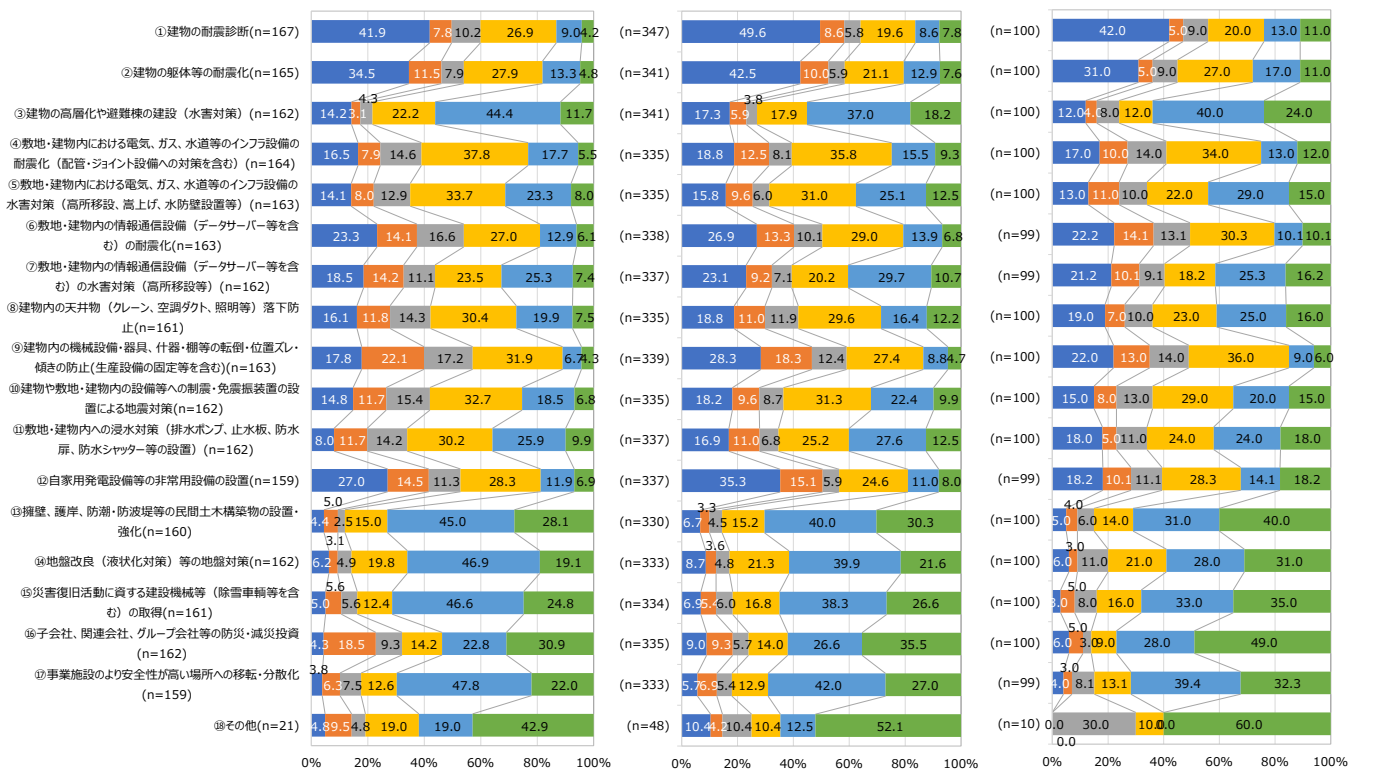 ①建物の耐震診断(n=167) 41.9 7.8 10.2 26.9 9.0 4.2 (n=347) 49.6 8.6 5.8 19.6 8.6 7.8 (n=100) 42.0 5.0 9.0 20.0 13.0 11.0
②建物の躯体等の耐震化(n=165) 34.5 11.5 7.9 27.9 13.3 4.8 (n=341) 42.5 10.0 5.9 21.1 12.9 7.6 (n=100) 31.0 5.0 9.0 27.0 17.0 11.0
4.3 3.8
③建物の高層化や避難棟の建設（水害対策）(n=162) 14.2 3.1 22.2 44.4 11.7 (n=341) 17.3 5.9 17.9 37.0 18.2 (n=100) 12.0 4.0 8.0 12.0 40.0 24.0
④敷地・建物内における電気、ガス、水道等のインフラ設備の
耐震化（配管・ジョイント設備への対策を含む）(n=164) 16.5 7.9 14.6 37.8 17.7 5.5 (n=335) 18.8 12.5 8.1 35.8 15.5 9.3 (n=100) 17.0 10.0 14.0 34.0 13.0 12.0
⑤敷地・建物内における電気、ガス、水道等のインフラ設備の
水害対策（高所移設、嵩上げ、水防壁設置等）(n=163) 14.1 8.0 12.9 33.7 23.3 8.0 (n=335) 15.8 9.6 6.0 31.0 25.1 12.5 (n=100) 13.0 11.0 10.0 22.0 29.0 15.0
⑥敷地・建物内の情報通信設備（データサーバー等を含
む）の耐震化(n=163) 23.3 14.1 16.6 27.0 12.9 6.1 (n=338) 26.9 13.3 10.1 29.0 13.9 6.8 (n=99) 22.2 14.1 13.1 30.3 10.1 10.1
⑦敷地・建物内の情報通信設備（データサーバー等を含
む）の水害対策（高所移設等）(n=162) 18.5 14.2 11.1 23.5 25.3 7.4 (n=337) 23.1 9.2 7.1 20.2 29.7 10.7 (n=99) 21.2 10.1 9.1 18.2 25.3 16.2
⑧建物内の天井物（クレーン、空調ダクト、照明等）落下防
止(n=161) 16.1 11.8 14.3 30.4 19.9 7.5 (n=335) 18.8 11.0 11.9 29.6 16.4 12.2 (n=100) 19.0 7.0 10.0 23.0 25.0 16.0
⑨建物内の機械設備・器具、什器・棚等の転倒・位置ズレ・
傾きの防止(生産設備の固定等を含む)(n=163) 17.8 22.1 17.2 31.9 6.7 4.3 (n=339) 28.3 18.3 12.4 27.4 8.8 4.7 (n=100) 22.0 13.0 14.0 36.0 9.0 6.0
⑩建物や敷地・建物内の設備等への制震・免震振装置の設
置による地震対策(n=162) 14.8 11.7 15.4 32.7 18.5 6.8 (n=335) 18.2 9.6 8.7 31.3 22.4 9.9 (n=100) 15.0 8.0 13.0 29.0 20.0 15.0
⑪敷地・建物内への浸水対策（排水ポンプ、止水板、防水
扉、防水シャッター等の設置）(n=162) 8.0 11.7 14.2 30.2 25.9 9.9 (n=337) 16.9 11.0 6.8 25.2 27.6 12.5 (n=100) 18.0 5.0 11.0 24.0 24.0 18.0
⑫自家用発電設備等の非常用設備の設置(n=159) 27.0 14.5 11.3 28.3 11.9 6.9 (n=337) 35.3 15.1 5.9 24.6 11.0 8.0 (n=99) 18.2 10.1 11.1 28.3 14.1 18.2
5.0 3.3 4.0
⑬擁壁、護岸、防潮・防波堤等の民間土木構築物の設置・
強化(n=160) 4.4 2.5 15.0 45.0 28.1 (n=330) 6.7 4.5 15.2 40.0 30.3 (n=100) 5.0 6.0 14.0 31.0 40.0
3.1 3.6 3.0
⑭地盤改良（液状化対策）等の地盤対策(n=162) 6.2 4.9 19.8 46.9 19.1 (n=333) 8.7 4.8 21.3 39.9 21.6 (n=100) 6.0 11.0 21.0 28.0 31.0
5.6 5.0
⑮災害復旧活動に資する建設機械等（除雪車輌等を含
む）の取得(n=161) 5.0 5.6 12.4 46.6 24.8 (n=334) 6.9 5.4 6.0 16.8 38.3 26.6 (n=100) 3.0 8.0 16.0 33.0 35.0
5.0
⑯子会社、関連会社、グループ会社等の防災・減災投資
(n=162) 4.3 18.5 9.3 14.2 22.8 30.9 (n=335) 9.0 9.3 5.7 14.0 26.6 35.5 (n=100) 6.0 3.0 9.0 28.0 49.0
3.8 3.0
⑰事業施設のより安全性が高い場所への移転・分散化
(n=159) 6.3 7.5 12.6 47.8 22.0 (n=333) 5.7 6.9 5.4 12.9 42.0 27.0 (n=99) 4.0 8.1 13.1 39.4 32.3
⑱その他(n=21) 4.8 9.5 4.8 19.0 19.0 42.9 (n=48) 10.4 4.2 10.4 10.4 12.5 52.1 (n=10) 0.0 30.0 10.0 0.0 60.0
0.0
0% 20% 40% 60% 80% 100% 0% 20% 40% 60% 80% 100% 0% 20% 40% 60% 80% 100%